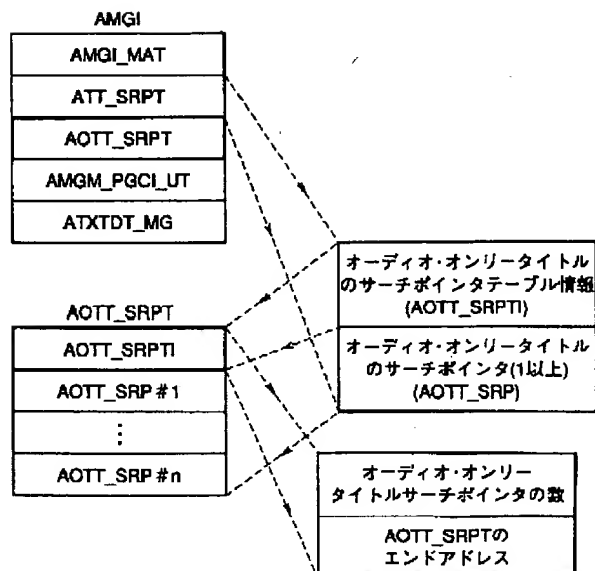 AMGI
AMGI_MAT
ATT_SRPT
AOTT_SRPT
AMGM_PGCI_UT
ATXTDT_MG
オーディオ・オンリータイトル
のサーチポインタテーブル情報
(AOTT_SRPTI)
オーディオ・オンリータイトル
のサーチポインタ(1以上)
(AOTT_SRP)
AOTT_SRPT
AOTT_SRPTI
AOTT_SRP #1
⋮
AOTT_SRP #n
オーディオ・オンリー
タイトルサーチポインタの数
AOTT_SRPTの
エンドアドレス